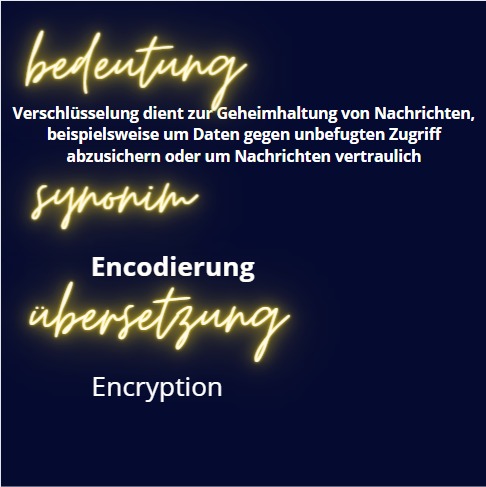 bedeutung
Verschlüsselung dient zur Geheimhaltung von Nachrichten,
beispielsweise um Daten gegen unbefugten Zugriff
abzusichern oder um Nachrichten vertraulich
synonim
Encodierung
übersetzung
Encryption